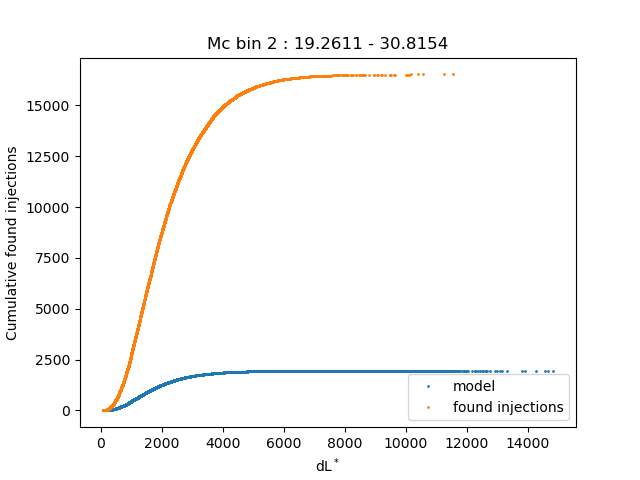 Mc bin 2 : 19.2611 - 30.8154
Cumulative found injections
15000
12500
10000
7500
5000
2500
0
model
found injections
0 2000 4000 6000 8000 10000 12000 14000
dL*